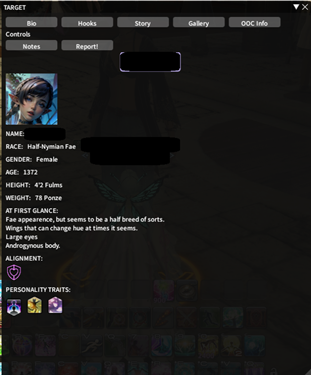 TARGET
Bio Hooks Story Gallery OOC Info
Controls
Notes Report!
NAME:
RACE: Half-Nymian Fae
GENDER: Female
AGE: 1372
HEIGHT: 4'2 Fulms
WEIGHT: 78 Ponze
AT FIRST GLANCE:
Fae appearance, but seems to be a half breed of sorts.
Wings that can change hue at times it seems.
Large eyes
Androgynous body.
ALIGNMENT:
PERSONALITY TRAITS: